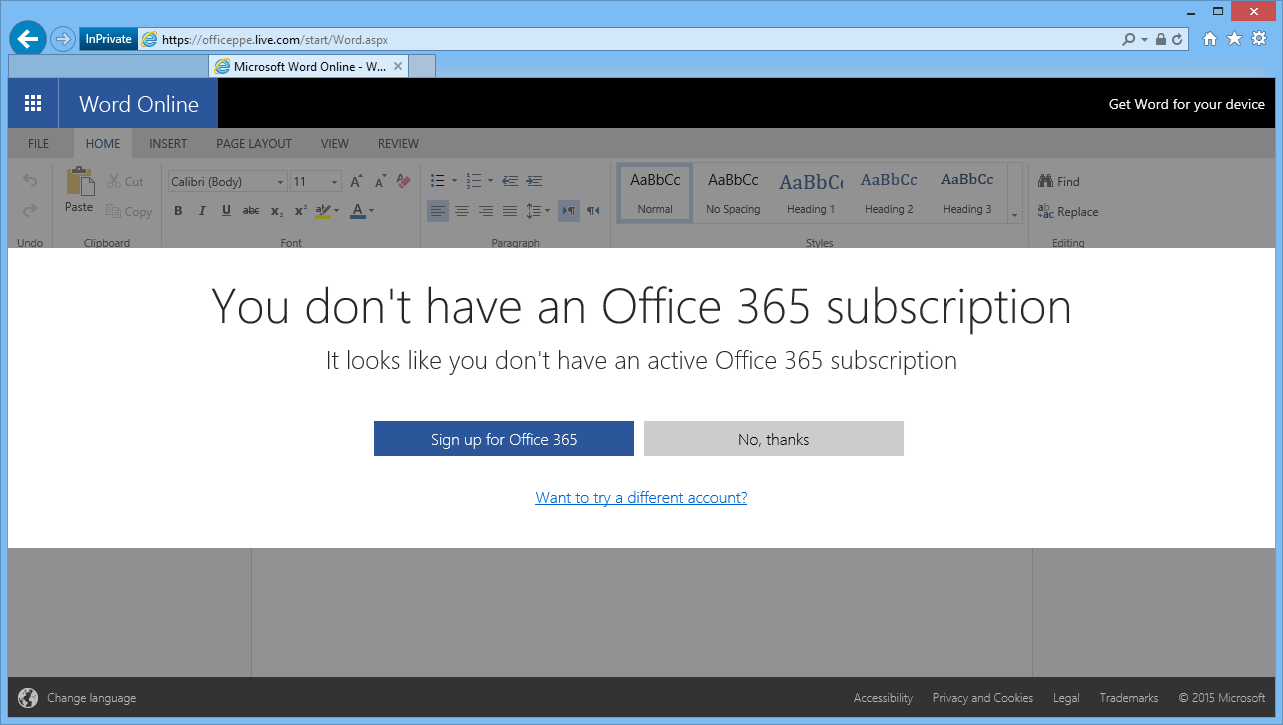 InPrivate
https://officeppe.live.com/start/Word.aspx
Microsoft Word Online - W...
Word Online
Get Word for your device
FILE HOME INSERT PAGE LAYOUT VIEW REVIEW
Paste
Cut
Copy
Calibri (Body) 11
B I U abc x₂ x² A
AaBbCc AaBbCc AaBbC AaBbCc AaBbCc
Normal No Spacing Heading 1 Heading 2 Heading 3
Find
Replace
Undo Clipboard Font Paragraph Styles Editing
You don't have an Office 365 subscription
It looks like you don't have an active Office 365 subscription
Sign up for Office 365 No, thanks
Want to try a different account?
Change language Accessibility Privacy and Cookies Legal Trademarks © 2015 Microsoft